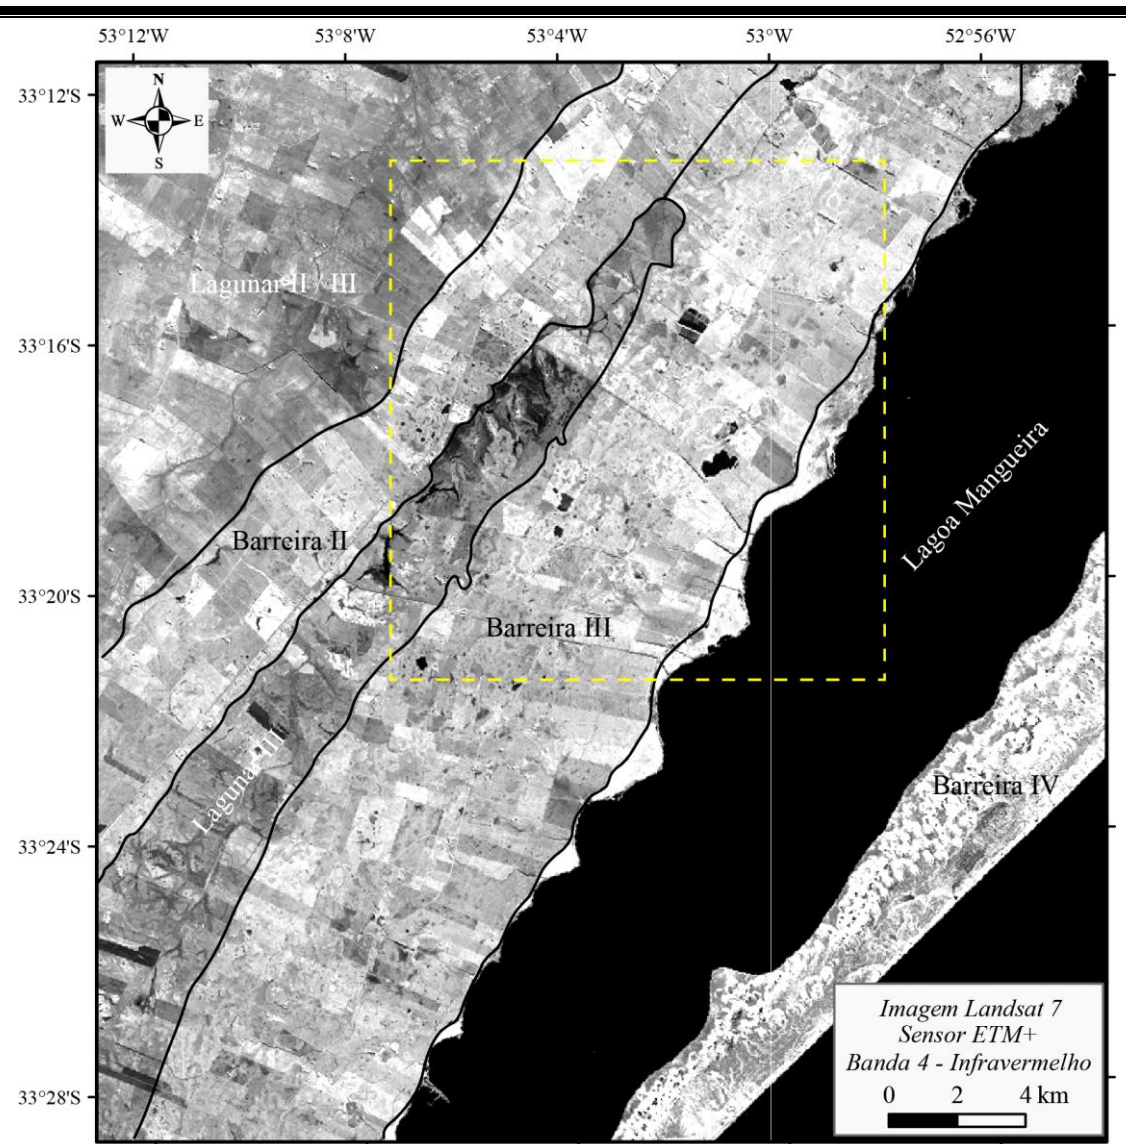 53°12'W 53°8'W 53°4'W 53°W 52°56'W
33°12'S
N
W E
S
Lagunar II / III
33°16'S
Lagoa Mangueira
Barreira II
33°20'S
Barreira III
Lagunar III
Barreira IV
33°24'S
Imagem Landsat 7
Sensor ETM+
Banda 4 - Infravermelho
0 2 4 km
33°28'S